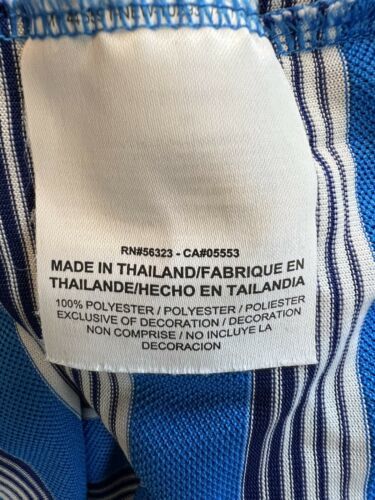 RN#56323 - CA#05553
MADE IN THAILAND/FABRIQUE EN
THAILANDE/HECHO EN TAILANDIA
100% POLYESTER / POLYESTER / POLIESTER
EXCLUSIVE OF DECORATION / DECORATION
NON COMPRISE / NO INCLUYE LA
DECORACION